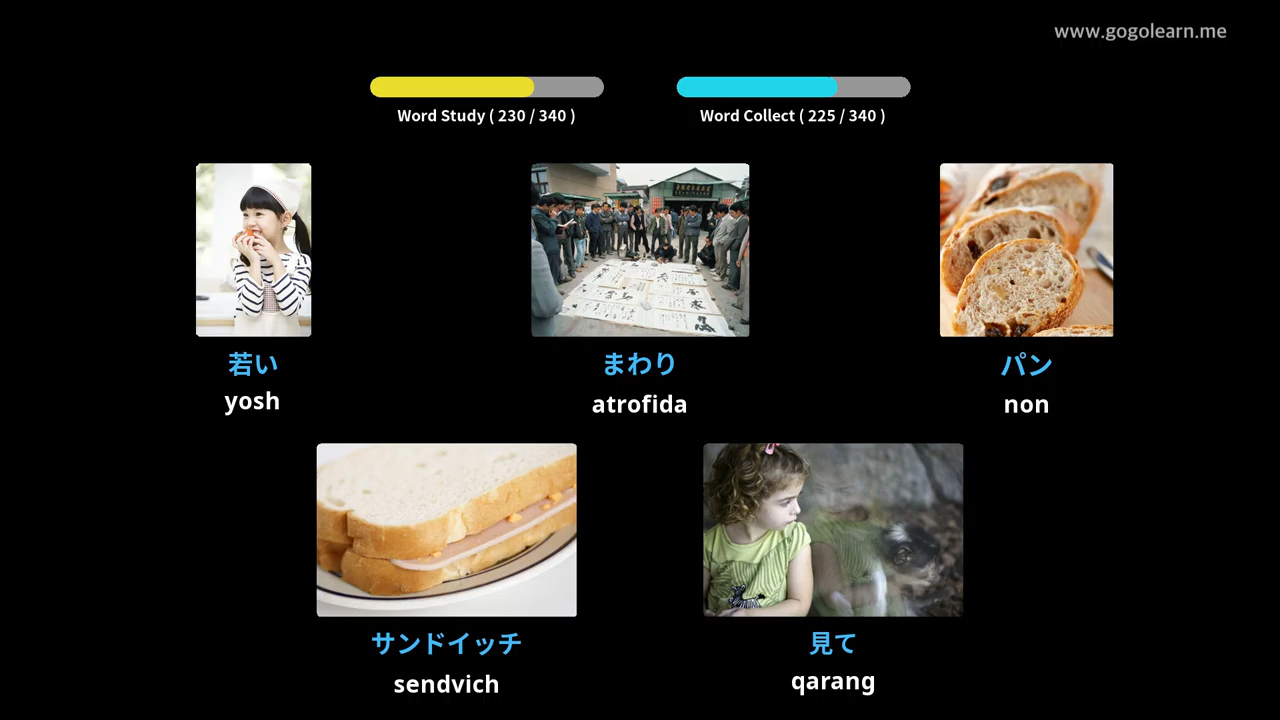 www.gogolearn.me
Word Study ( 230 / 340 )
Word Collect ( 225 / 340 )
若い
yosh
まわり
atrofida
パン
non
サンドイッチ
sendvich
見て
qarang